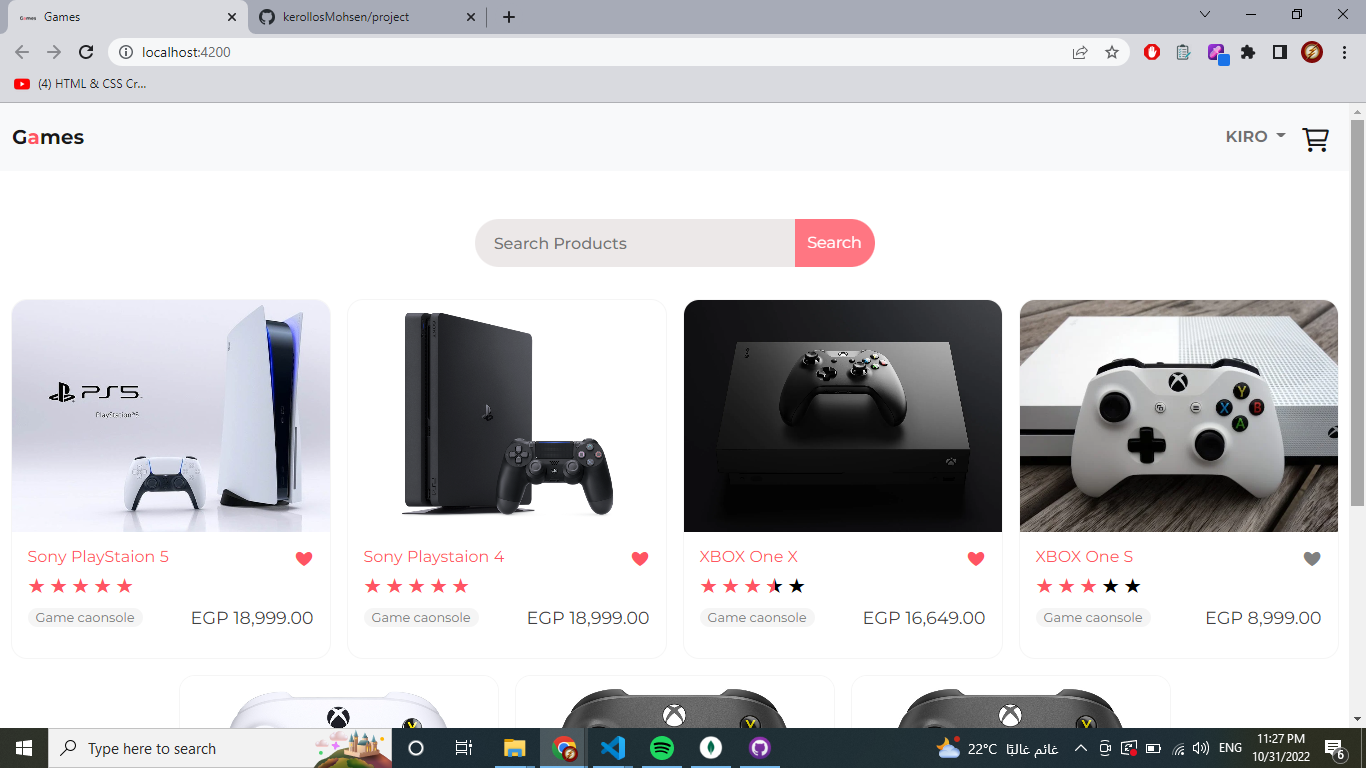 Games
kerollosMohsen/project
localhost:4200
(4) HTML & CSS Cr...
Games
KIRO
Search Products
Search
PS5
PlayStation®5
Sony PlayStaion 5
Game caonsole
EGP 18,999.00
Sony Playstaion 4
Game caonsole
EGP 18,999.00
XBOX One X
Game caonsole
EGP 16,649.00
Y
X
B
A
XBOX One S
Game caonsole
EGP 8,999.00
Y
Y
Y
Type here to search
22°C
غائم غالبًا
ENG
11:27 PM
10/31/2022
6